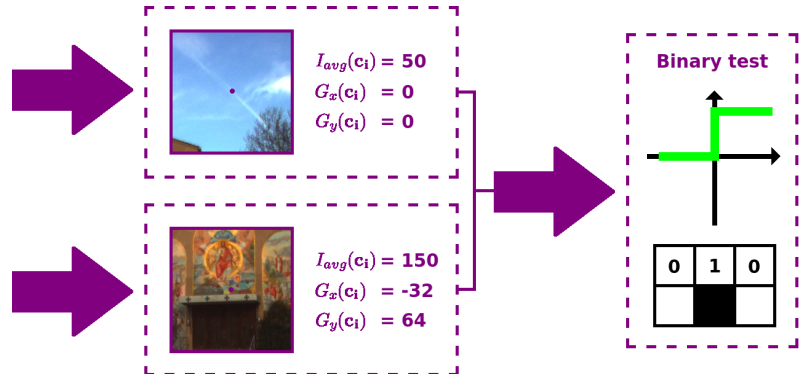 I_avg(c_i) = 50
G_x(c_i) = 0
G_y(c_i) = 0
I_avg(c_i) = 150
G_x(c_i) = -32
G_y(c_i) = 64
Binary test
0 1 0